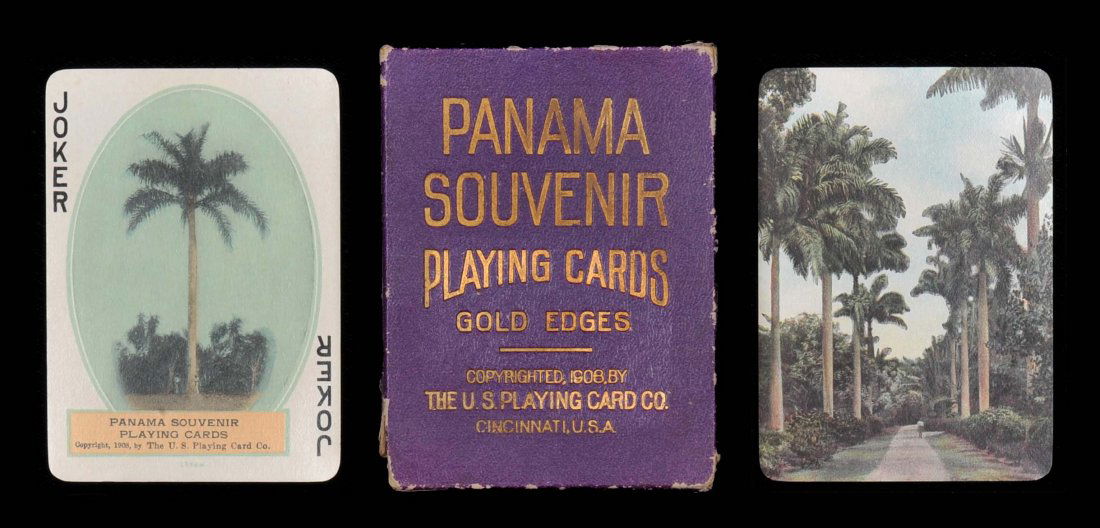 JOKER
PANAMA SOUVENIR
PLAYING CARDS
Copyright, 1908, by The U. S. Playing Card Co.
JOKER
PANAMA
SOUVENIR
PLAYING CARDS
GOLD EDGES
COPYRIGHTED, 1908, BY
THE U.S. PLAYING CARD CO.
CINCINNATI, U.S.A.